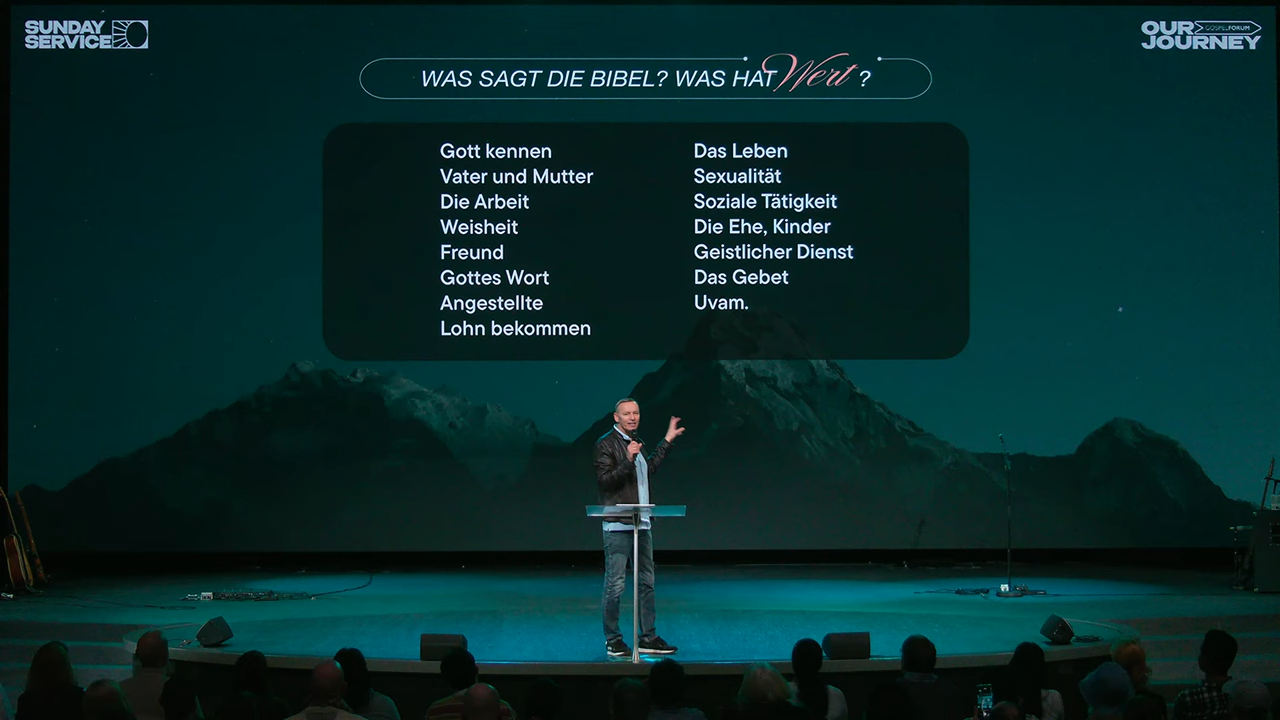 SUNDAY
SERVICE
OUR GOSPELFORUM
JOURNEY
WAS SAGT DIE BIBEL? WAS HAT Wert ?
Gott kennen
Vater und Mutter
Die Arbeit
Weisheit
Freund
Gottes Wort
Angestellte
Lohn bekommen
Das Leben
Sexualität
Soziale Tätigkeit
Die Ehe, Kinder
Geistlicher Dienst
Das Gebet
Uvam.